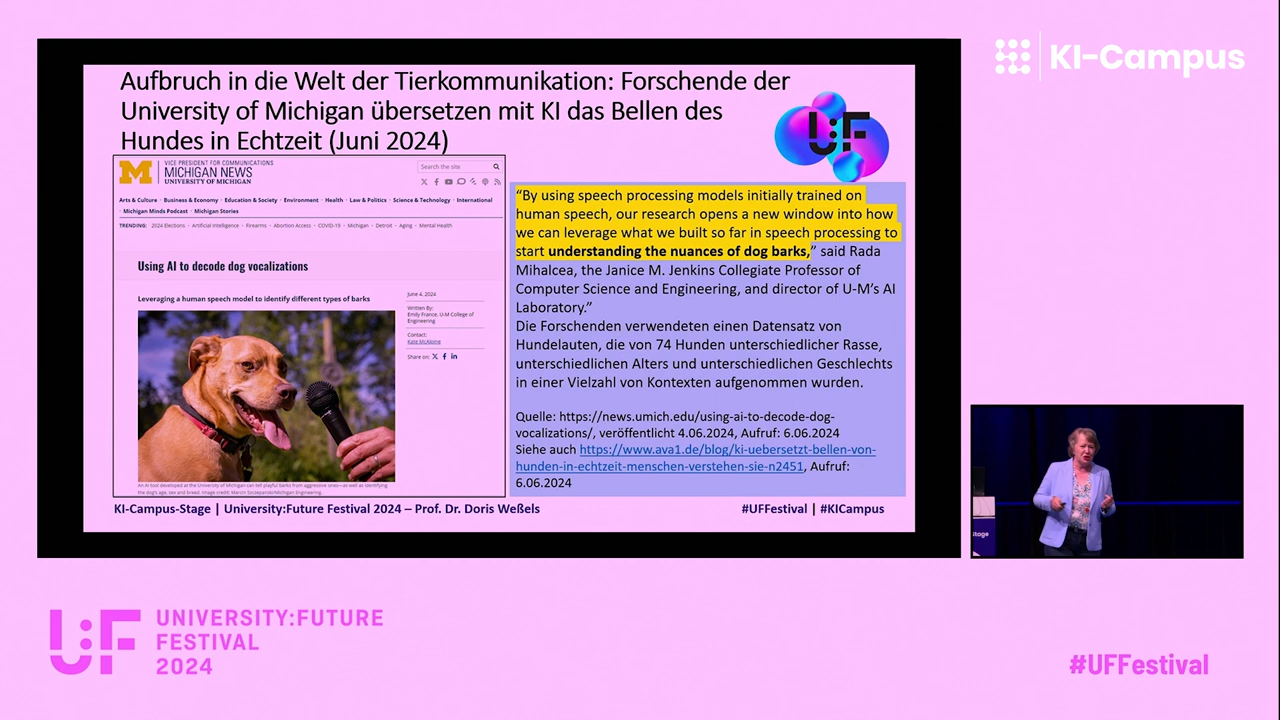 KI-Campus
Aufbruch in die Welt der Tierkommunikation: Forschende der
University of Michigan übersetzen mit KI das Bellen des
Hundes in Echtzeit (Juni 2024)
U:F
M
VICE PRESIDENT FOR COMMUNICATIONS
MICHIGAN NEWS
UNIVERSITY OF MICHIGAN
Search the site
Arts & Culture · Business & Economy · Education & Society · Environment · Health · Law & Politics · Science & Technology · International
· Michigan Minds Podcast · Michigan Stories
TRENDING: 2024 Elections · Artificial Intelligence · Firearms · Abortion Access · COVID-19 · Michigan · Detroit · Aging · Mental Health
Using AI to decode dog vocalizations
Leveraging a human speech model to identify different types of barks
June 4, 2024
Written By:
Emily France, U-M College of
Engineering
Contact:
Kate McAlpine
Share on:
An AI tool developed at the University of Michigan can tell playful barks from aggressive ones—as well as identifying
the dog's age, sex and breed. Image credit: Marcin Szczepanski/Michigan Engineering.
“By using speech processing models initially trained on
human speech, our research opens a new window into how
we can leverage what we built so far in speech processing to
start understanding the nuances of dog barks,” said Rada
Mihalcea, the Janice M. Jenkins Collegiate Professor of
Computer Science and Engineering, and director of U-M’s AI
Laboratory.”
Die Forschenden verwendeten einen Datensatz von
Hundelauten, die von 74 Hunden unterschiedlicher Rasse,
unterschiedlichen Alters und unterschiedlichen Geschlechts
in einer Vielzahl von Kontexten aufgenommen wurden.
Quelle: https://news.umich.edu/using-ai-to-decode-dog-
vocalizations/, veröffentlicht 4.06.2024, Aufruf: 6.06.2024
Siehe auch https://www.ava1.de/blog/ki-uebersetzt-bellen-von-
hunden-in-echtzeit-menschen-verstehen-sie-n2451, Aufruf:
6.06.2024
KI-Campus-Stage | University:Future Festival 2024 – Prof. Dr. Doris Weßels
#UFFestival | #KICampus
Stage
U:F
UNIVERSITY:FUTURE
FESTIVAL
2024
#UFFestival